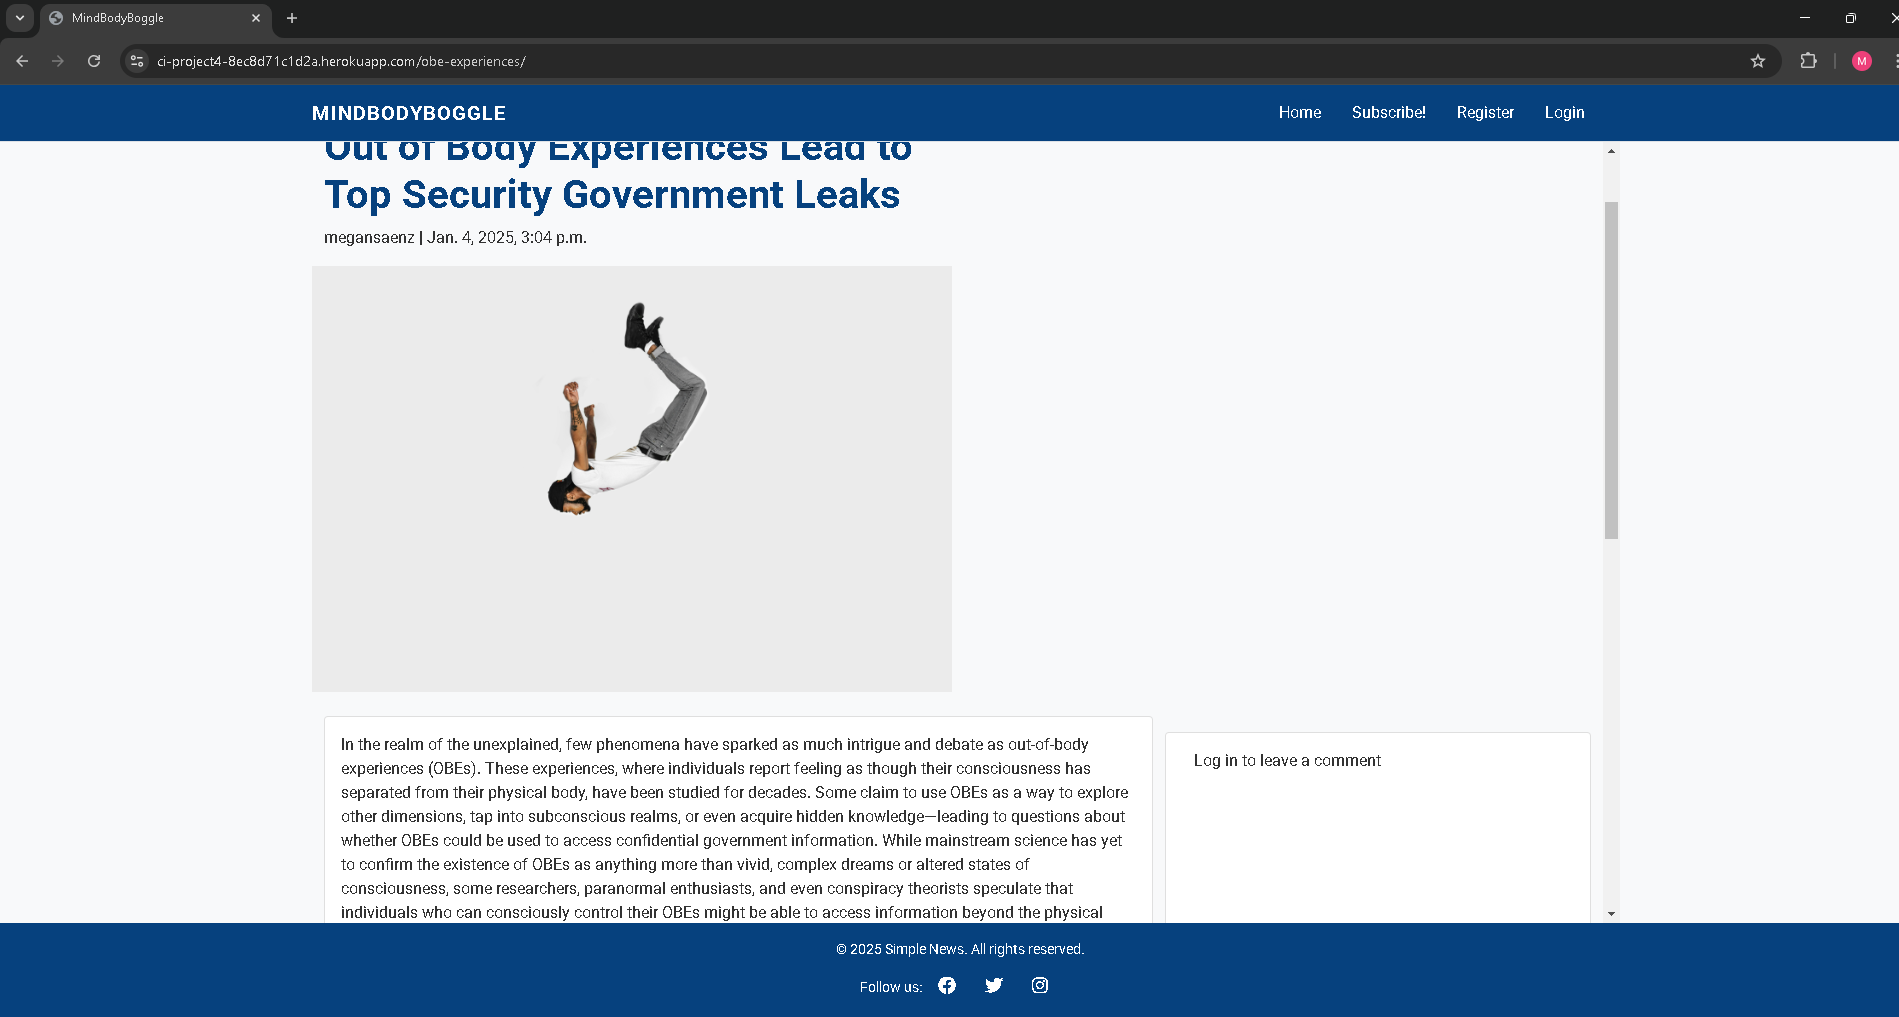 MindBodyBoggle
ci-project4-8ec8d71c1d2a.herokuapp.com/obe-experiences/
M
MINDBODYBOGGLE
Home Subscribe! Register Login
Out of Body Experiences Lead to
Top Security Government Leaks
megansaenz | Jan. 4, 2025, 3:04 p.m.
In the realm of the unexplained, few phenomena have sparked as much intrigue and debate as out-of-body
experiences (OBEs). These experiences, where individuals report feeling as though their consciousness has
separated from their physical body, have been studied for decades. Some claim to use OBEs as a way to explore
other dimensions, tap into subconscious realms, or even acquire hidden knowledge—leading to questions about
whether OBEs could be used to access confidential government information. While mainstream science has yet
to confirm the existence of OBEs as anything more than vivid, complex dreams or altered states of
consciousness, some researchers, paranormal enthusiasts, and even conspiracy theorists speculate that
individuals who can consciously control their OBEs might be able to access information beyond the physical
Log in to leave a comment
© 2025 Simple News. All rights reserved.
Follow us: